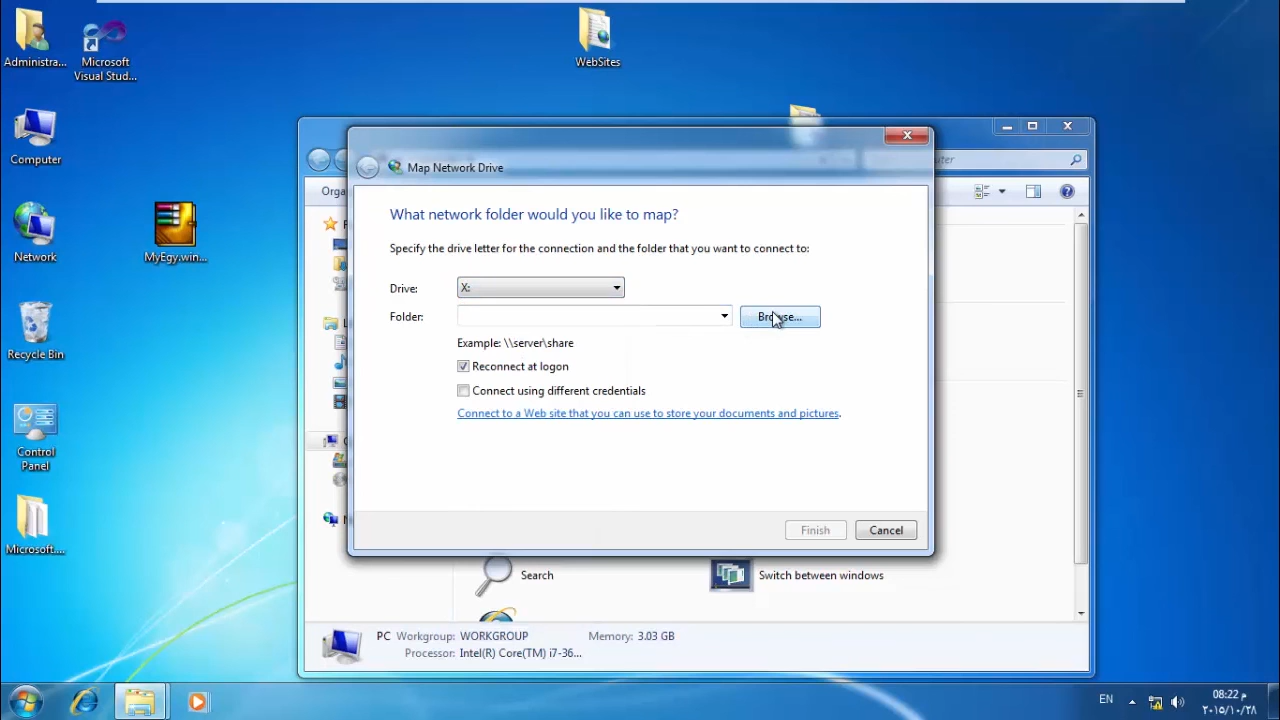 Administra...
Microsoft
Visual Stud...
WebSites
Computer
Network
MyEgy.win...
Recycle Bin
Control
Panel
Microsoft....
Orga
Map Network Drive
What network folder would you like to map?
Specify the drive letter for the connection and the folder that you want to connect to:
Drive:
X:
Folder:
Browse...
Example: \\server\share
Reconnect at logon
Connect using different credentials
Connect to a Web site that you can use to store your documents and pictures.
Finish
Cancel
Search
Switch between windows
PC Workgroup: WORKGROUP Memory: 3.03 GB
Processor: Intel(R) Core(TM) i7-36...
EN
08:22 م
٢٠١٥/١٠/٢٨